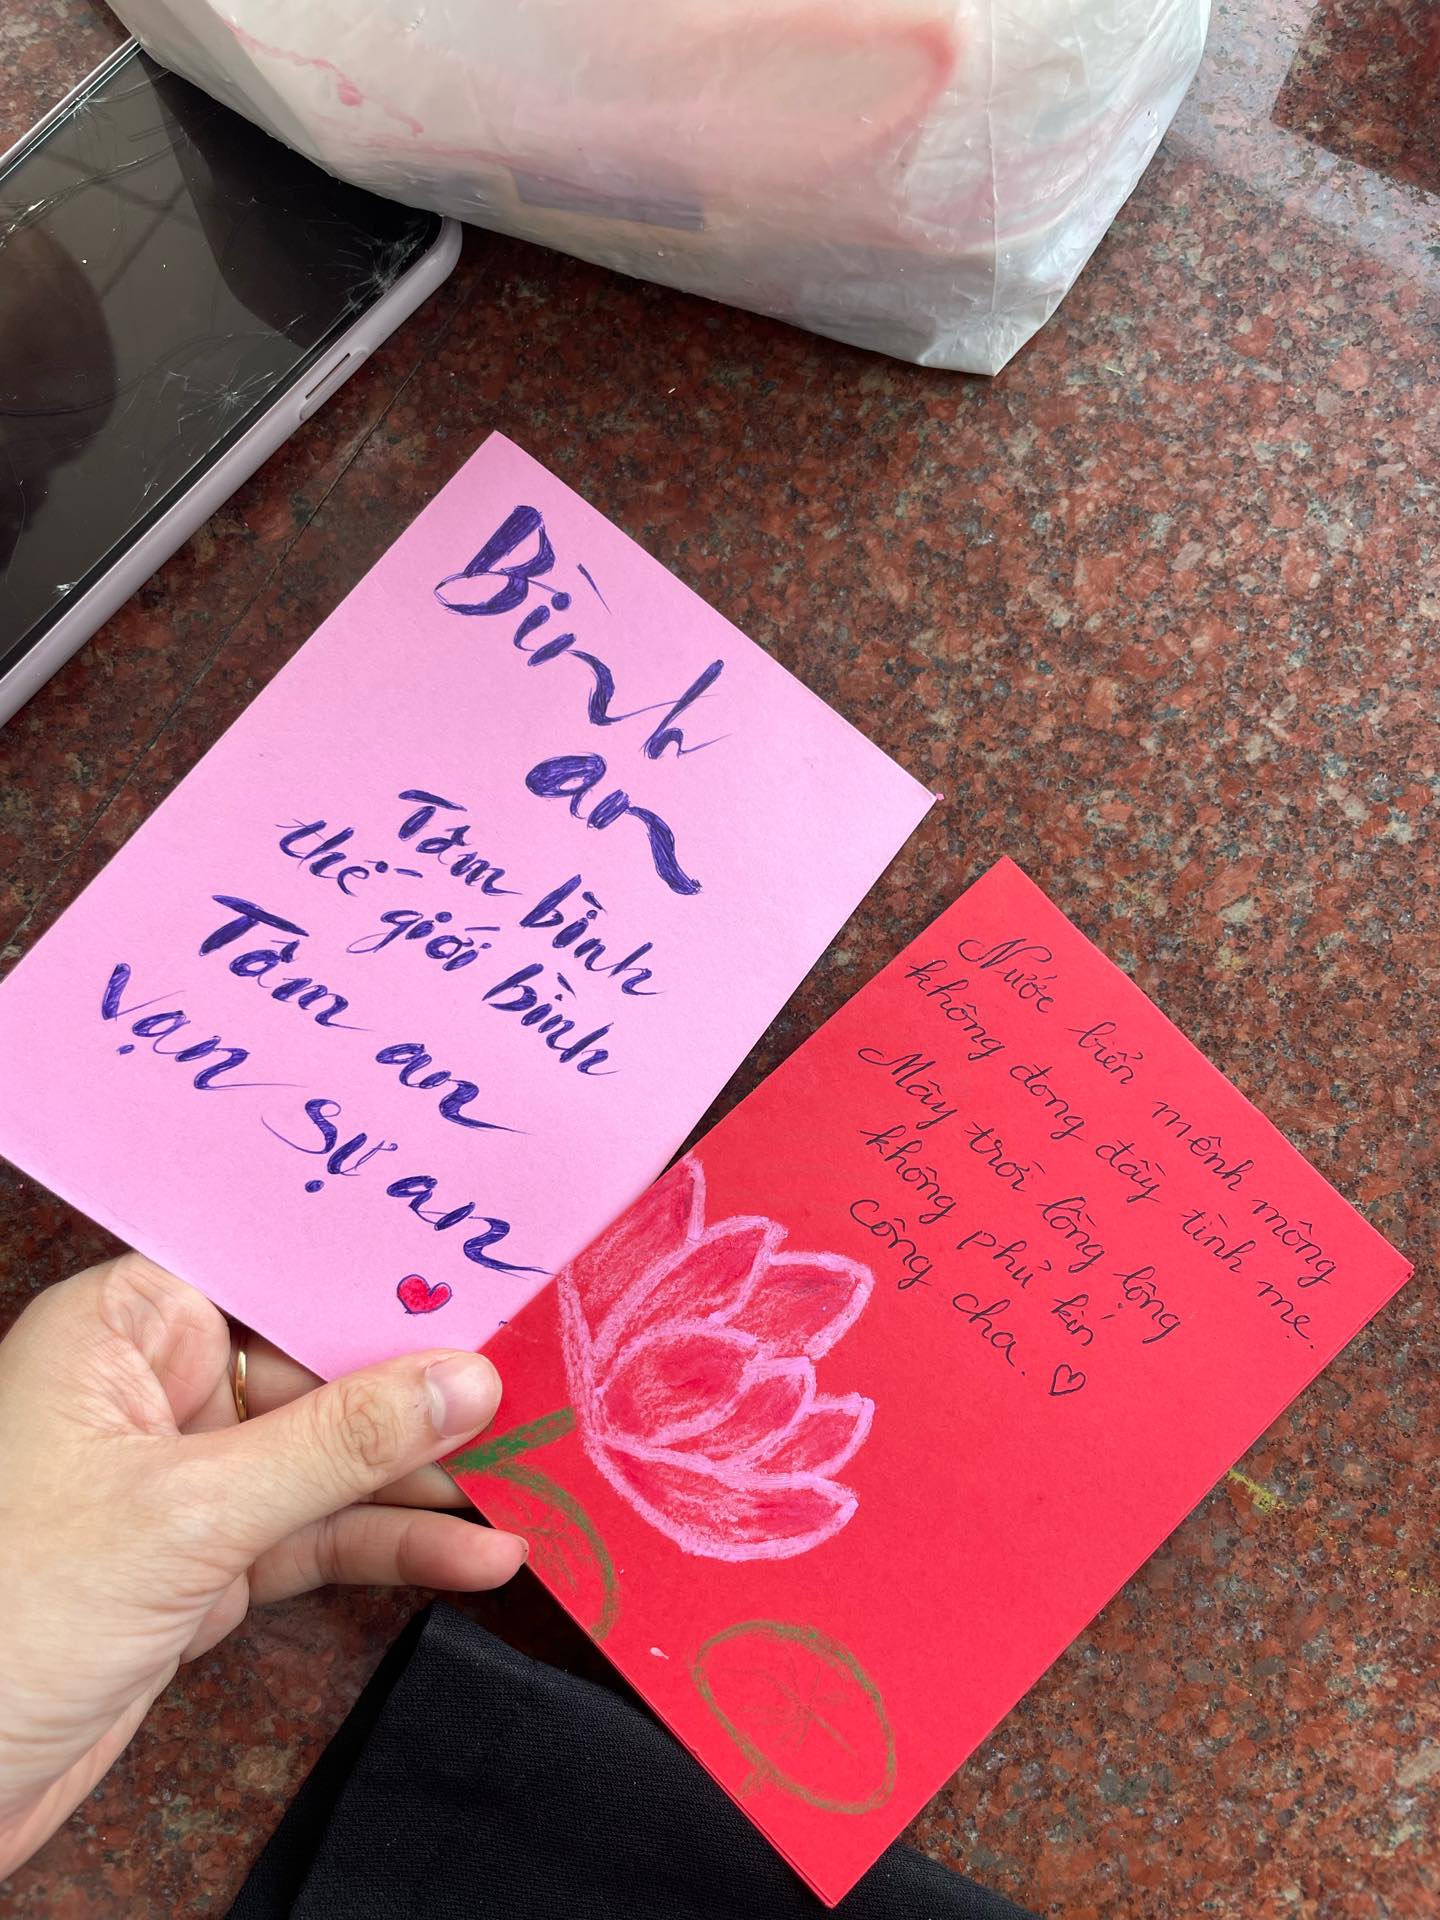 Bình
an
Tâm bình
thế giới bình
Tâm an
vạn sự an
Nước biển mênh mông
không đong đầy tình mẹ.
Mây trời lồng lộng
không phủ kín
công cha.